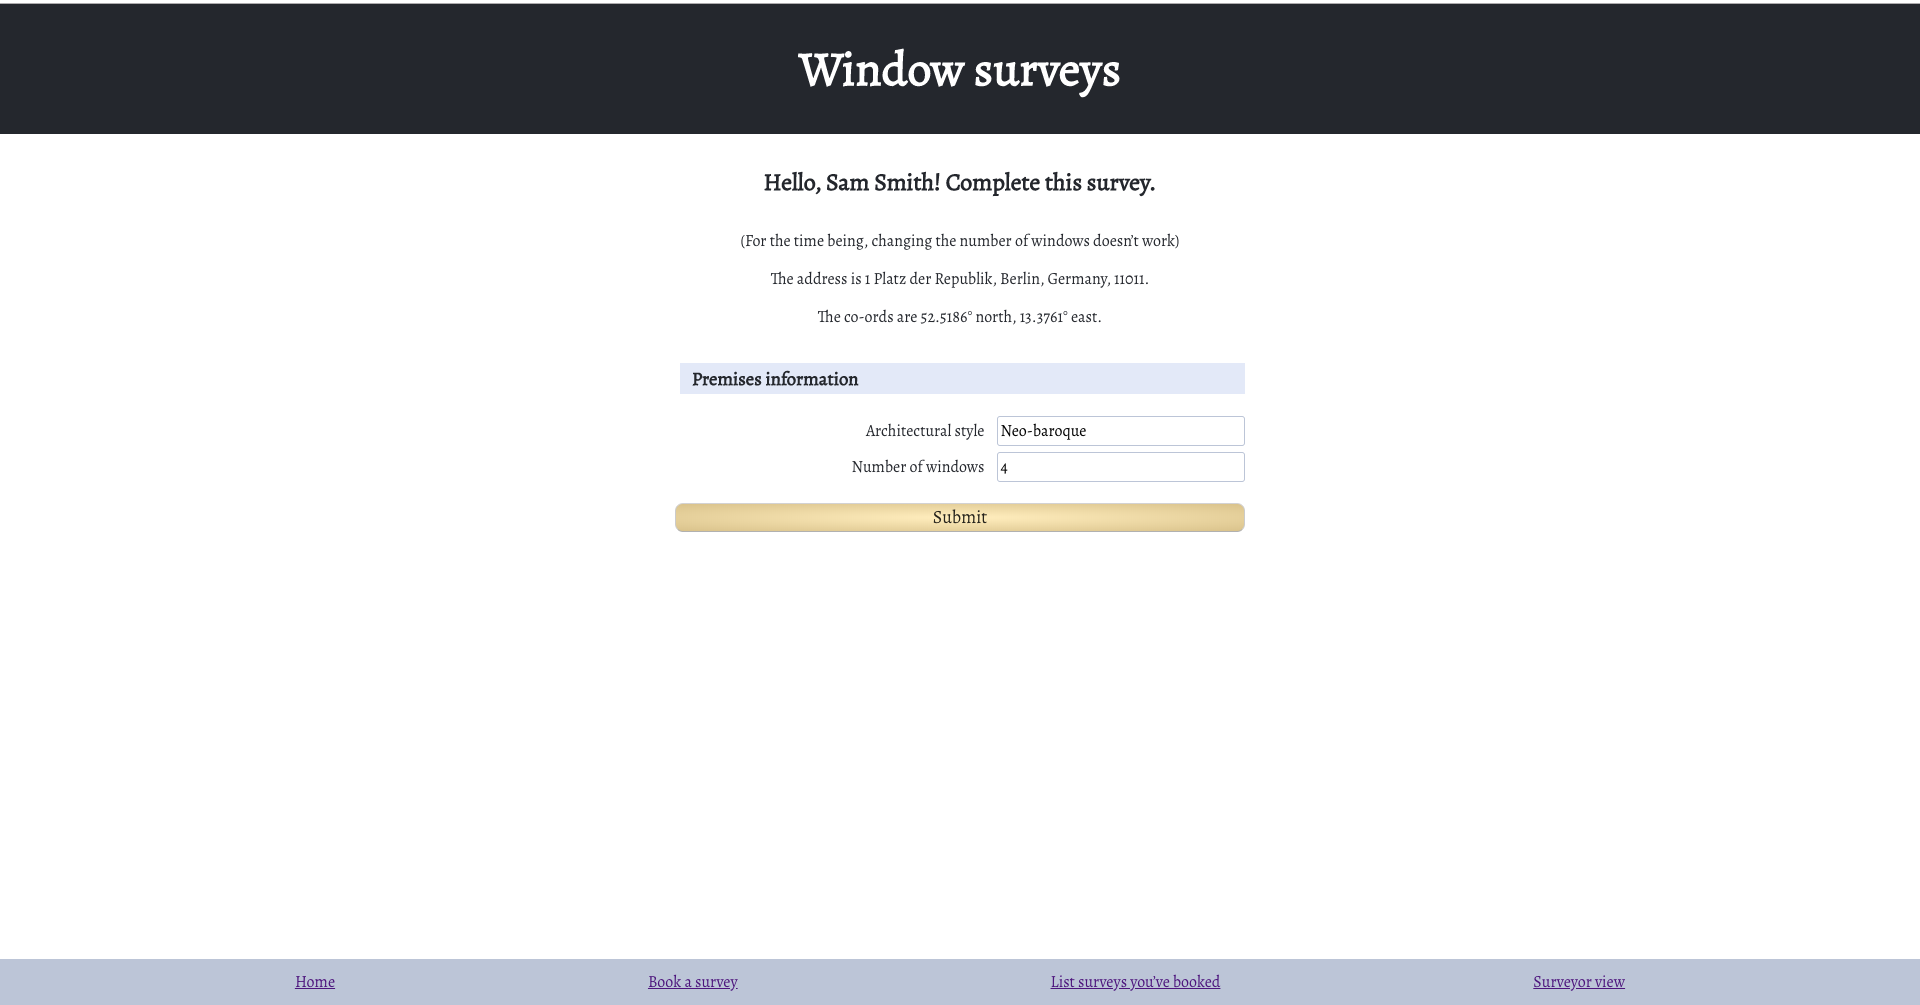 Window surveys
Hello, Sam Smith! Complete this survey.
(For the time being, changing the number of windows doesn't work)
The address is 1 Platz der Republik, Berlin, Germany, 11011.
The co-ords are 52.5186° north, 13.3761° east.
Premises information
Architectural style Neo-baroque
Number of windows 4
Submit
Home Book a survey List surveys you've booked Surveyor view